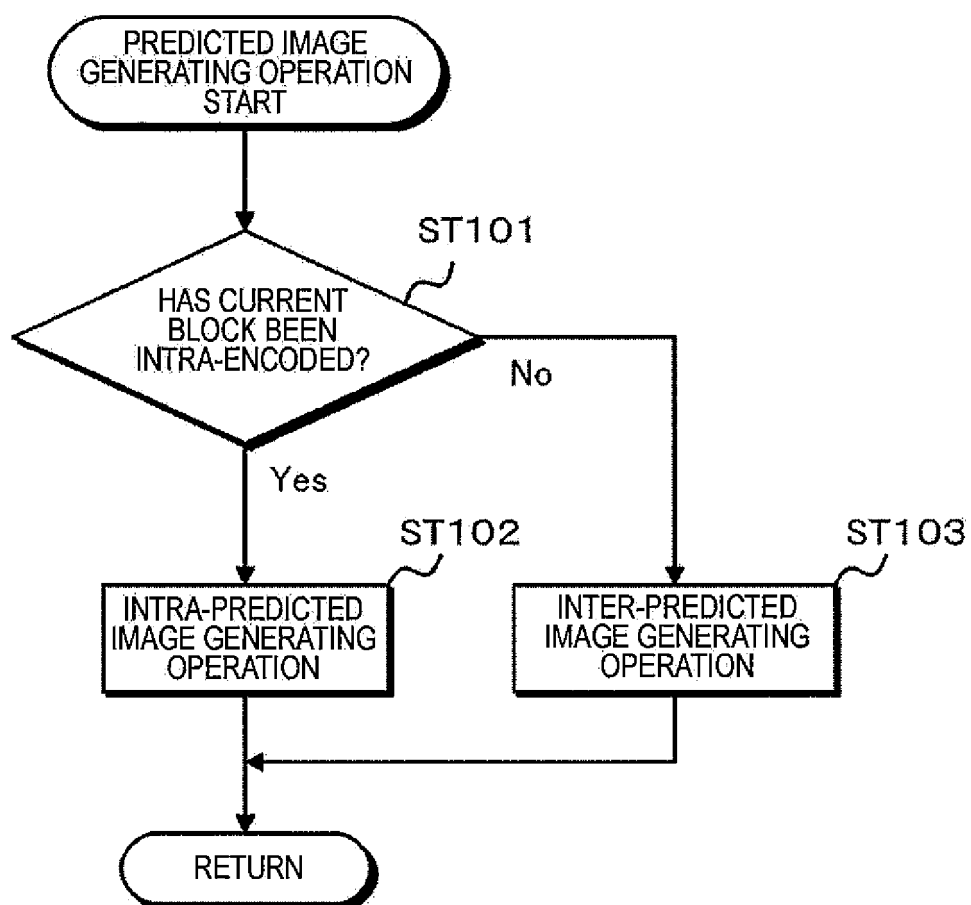 PREDICTED IMAGE
GENERATING OPERATION
START
ST101
HAS CURRENT
BLOCK BEEN
INTRA-ENCODED?
No
Yes
ST102
ST103
INTRA-PREDICTED
IMAGE GENERATING
OPERATION
INTER-PREDICTED
IMAGE GENERATING
OPERATION
RETURN